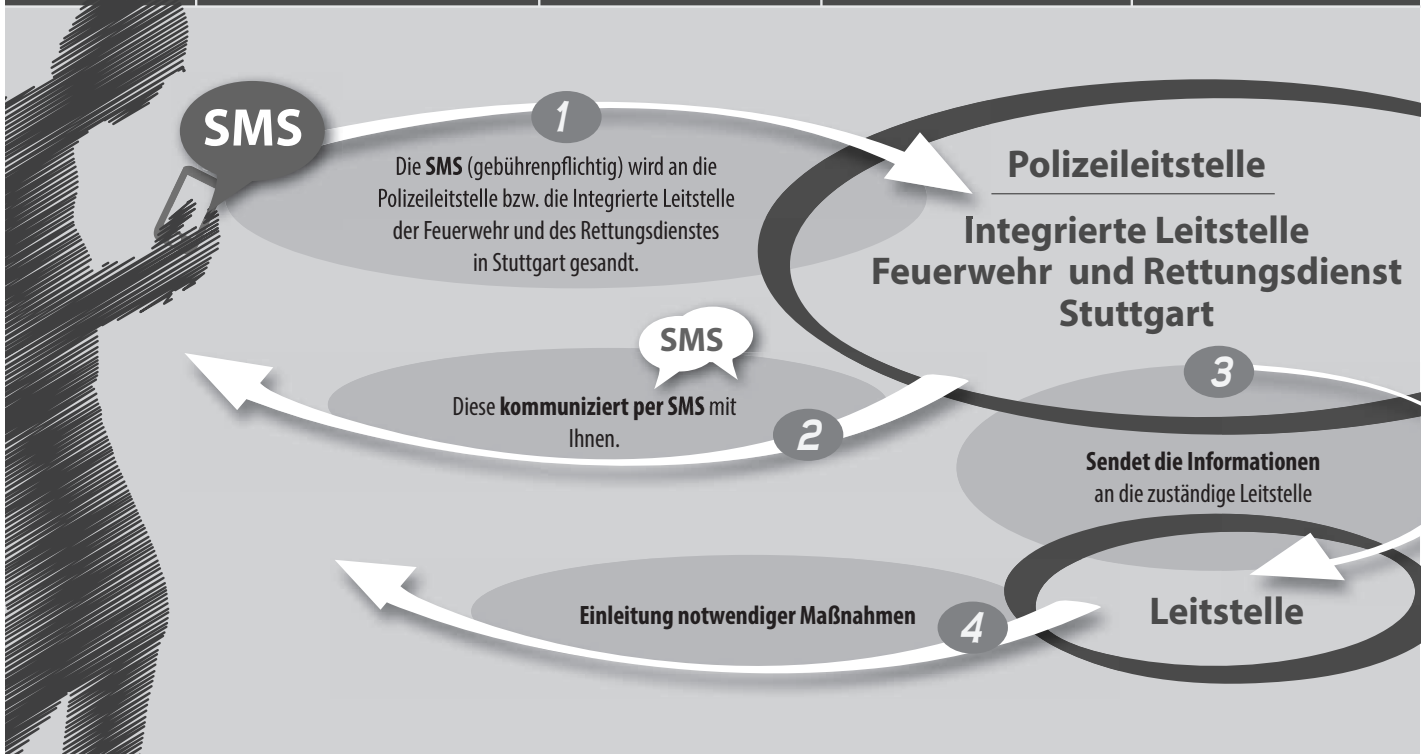 SMS
1
Die SMS (gebührenpflichtig) wird an die
Polizeileitstelle bzw. die Integrierte Leitstelle
der Feuerwehr und des Rettungsdienstes
in Stuttgart gesandt.
Polizeileitstelle
Integrierte Leitstelle
Feuerwehr und Rettungsdienst
Stuttgart
SMS
Diese kommuniziert per SMS mit
Ihnen.
2
3
Sendet die Informationen
an die zuständige Leitstelle
Einleitung notwendiger Maßnahmen
4
Leitstelle